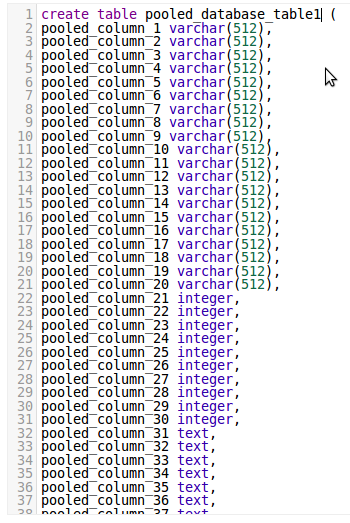 1 create table pooled_database_table1 (
2 pooled_column_1 varchar(512),
3 pooled_column_2 varchar(512),
4 pooled_column_3 varchar(512),
5 pooled_column_4 varchar(512),
6 pooled_column_5 varchar(512),
7 pooled_column_6 varchar(512),
8 pooled_column_7 varchar(512),
9 pooled_column_8 varchar(512),
10 pooled_column_9 varchar(512),
11 pooled_column_10 varchar(512),
12 pooled_column_11 varchar(512),
13 pooled_column_12 varchar(512),
14 pooled_column_13 varchar(512),
15 pooled_column_14 varchar(512),
16 pooled_column_15 varchar(512),
17 pooled_column_16 varchar(512),
18 pooled_column_17 varchar(512),
19 pooled_column_18 varchar(512),
20 pooled_column_19 varchar(512),
21 pooled_column_20 varchar(512),
22 pooled_column_21 integer,
23 pooled_column_22 integer,
24 pooled_column_23 integer,
25 pooled_column_24 integer,
26 pooled_column_25 integer,
27 pooled_column_26 integer,
28 pooled_column_27 integer,
29 pooled_column_28 integer,
30 pooled_column_29 integer,
31 pooled_column_30 integer,
32 pooled_column_31 text,
33 pooled_column_32 text,
34 pooled_column_33 text,
35 pooled_column_34 text,
36 pooled_column_35 text,
37 pooled_column_36 text,
38 pooled_column_37 text,